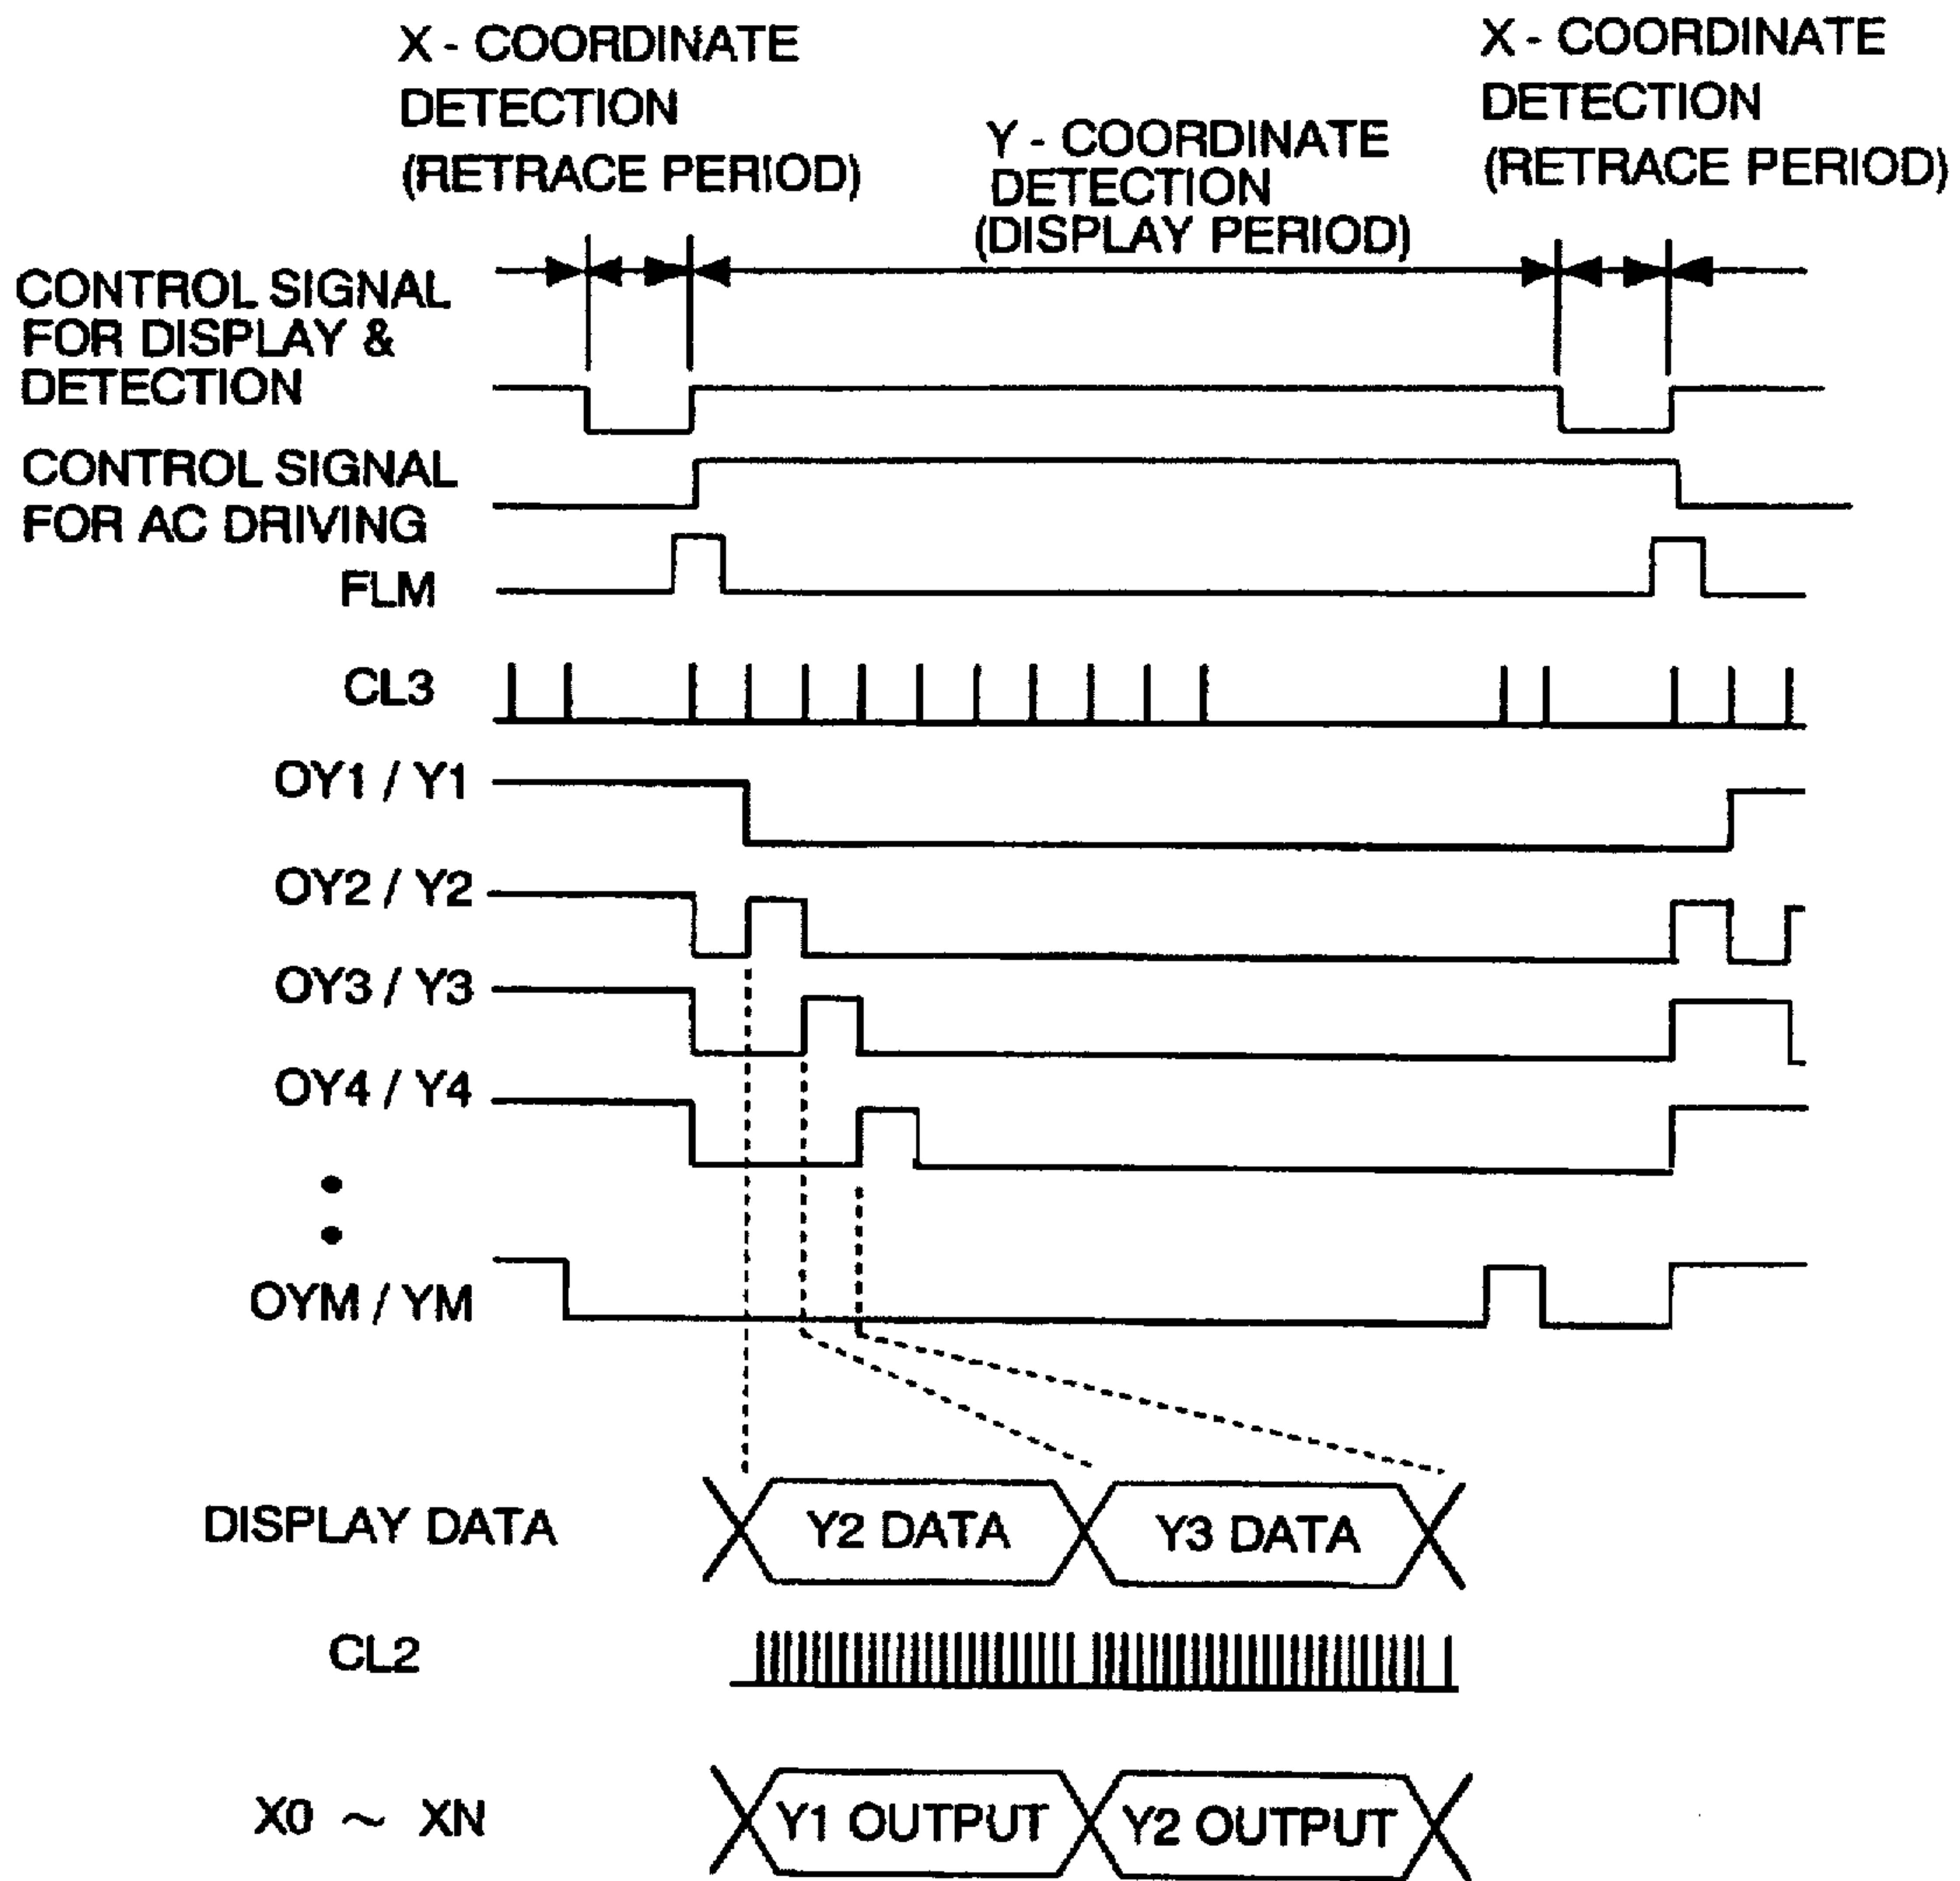 X - COORDINATE
DETECTION
(RETRACE PERIOD)
Y - COORDINATE
DETECTION
(DISPLAY PERIOD)
X - COORDINATE
DETECTION
(RETRACE PERIOD)
CONTROL SIGNAL
FOR DISPLAY &
DETECTION
CONTROL SIGNAL
FOR AC DRIVING
FLM
CL3
OY1 / Y1
OY2 / Y2
OY3 / Y3
OY4 / Y4
OYM / YM
DISPLAY DATA
Y2 DATA
Y3 DATA
CL2
X0 ~ XN
Y1 OUTPUT
Y2 OUTPUT